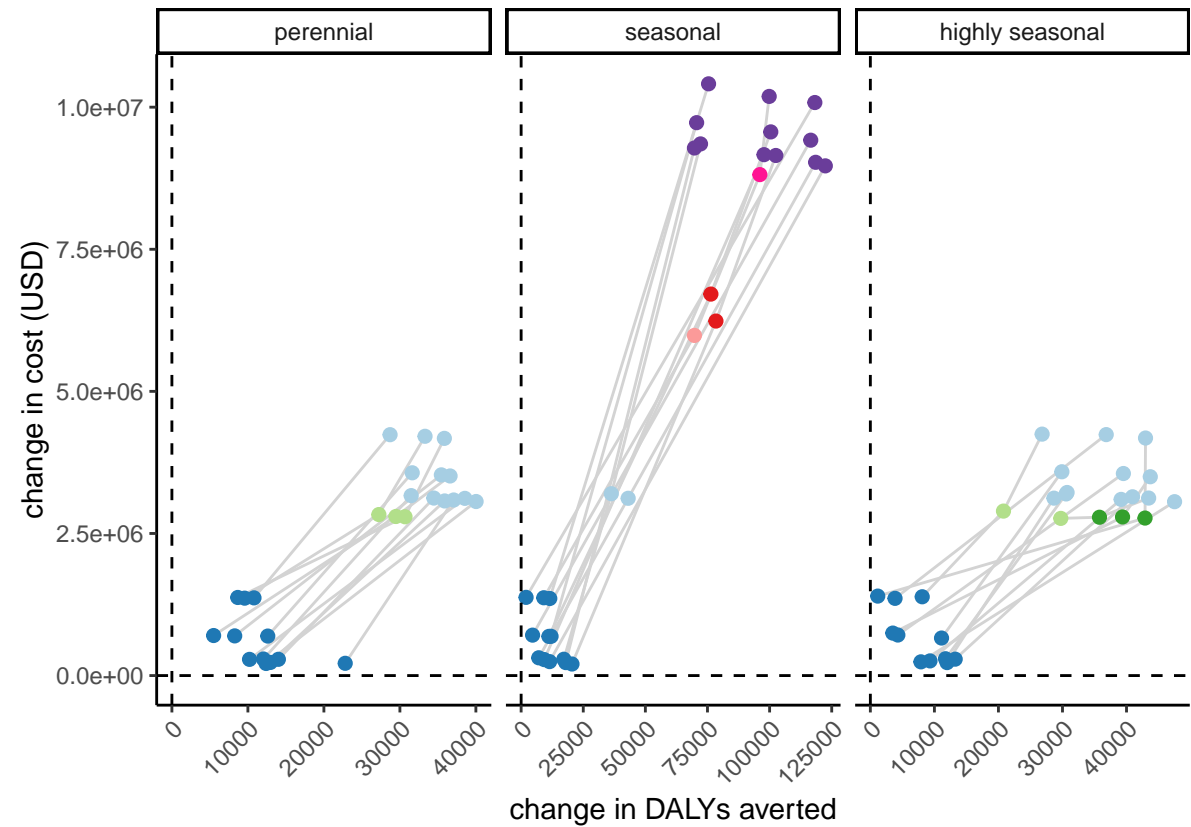 perennial
seasonal
highly seasonal
change in cost (USD)
1.0e+07
7.5e+06
5.0e+06
2.5e+06
0.0e+00
0
10000
20000
30000
40000
0
25000
50000
75000
100000
125000
0
10000
20000
30000
40000
change in DALYs averted